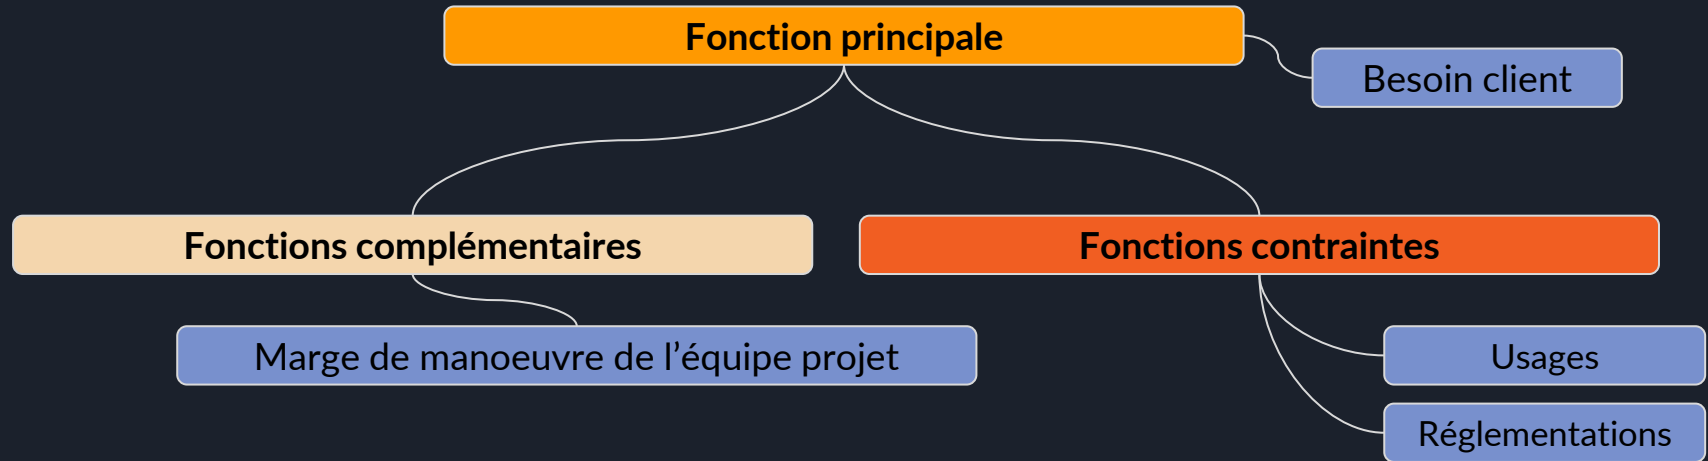 Fonction principale
Besoin client
Fonctions complémentaires
Fonctions contraintes
Marge de manoeuvre de l’équipe projet
Usages
Réglementations